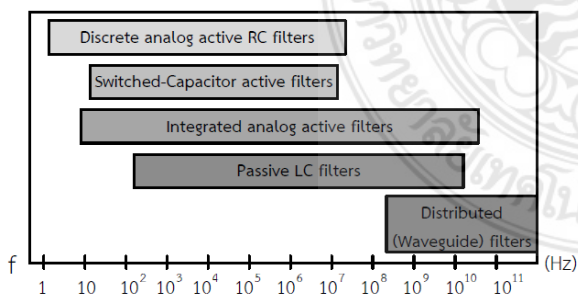 Discrete analog active RC filters
Switched-Capacitor active filters
Integrated analog active filters
Passive LC filters
Distributed
(Waveguide) filters
f (Hz)
1 10 10² 10³ 10⁴ 10⁵ 10⁶ 10⁷ 10⁸ 10⁹ 10¹⁰ 10¹¹